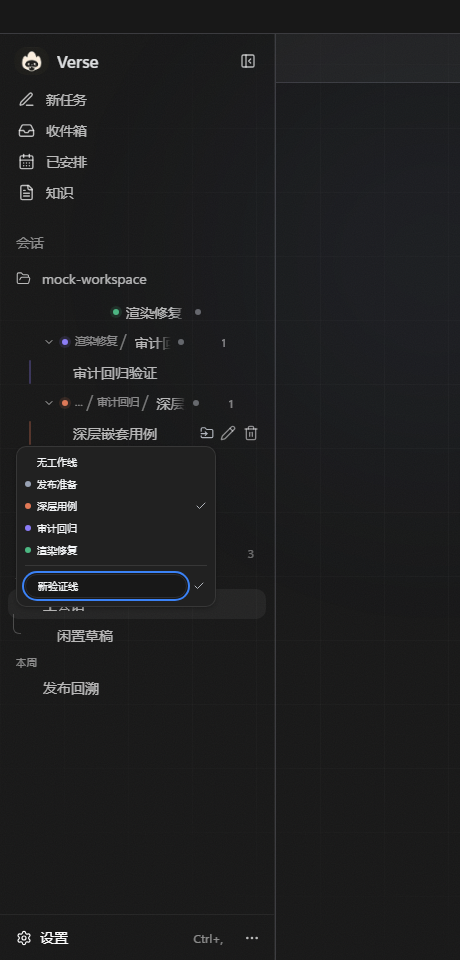 Verse
新任务
收件箱
已安排
知识
会话
mock-workspace
渲染修复
渲染修复 / 审计 1
审计回归验证
... / 审计回归 / 深层 1
深层嵌套用例
无工作线
发布准备
深层用例
审计回归
渲染修复
3
新验证线
闲置草稿
本周
发布回溯
设置 Ctrl+, ...